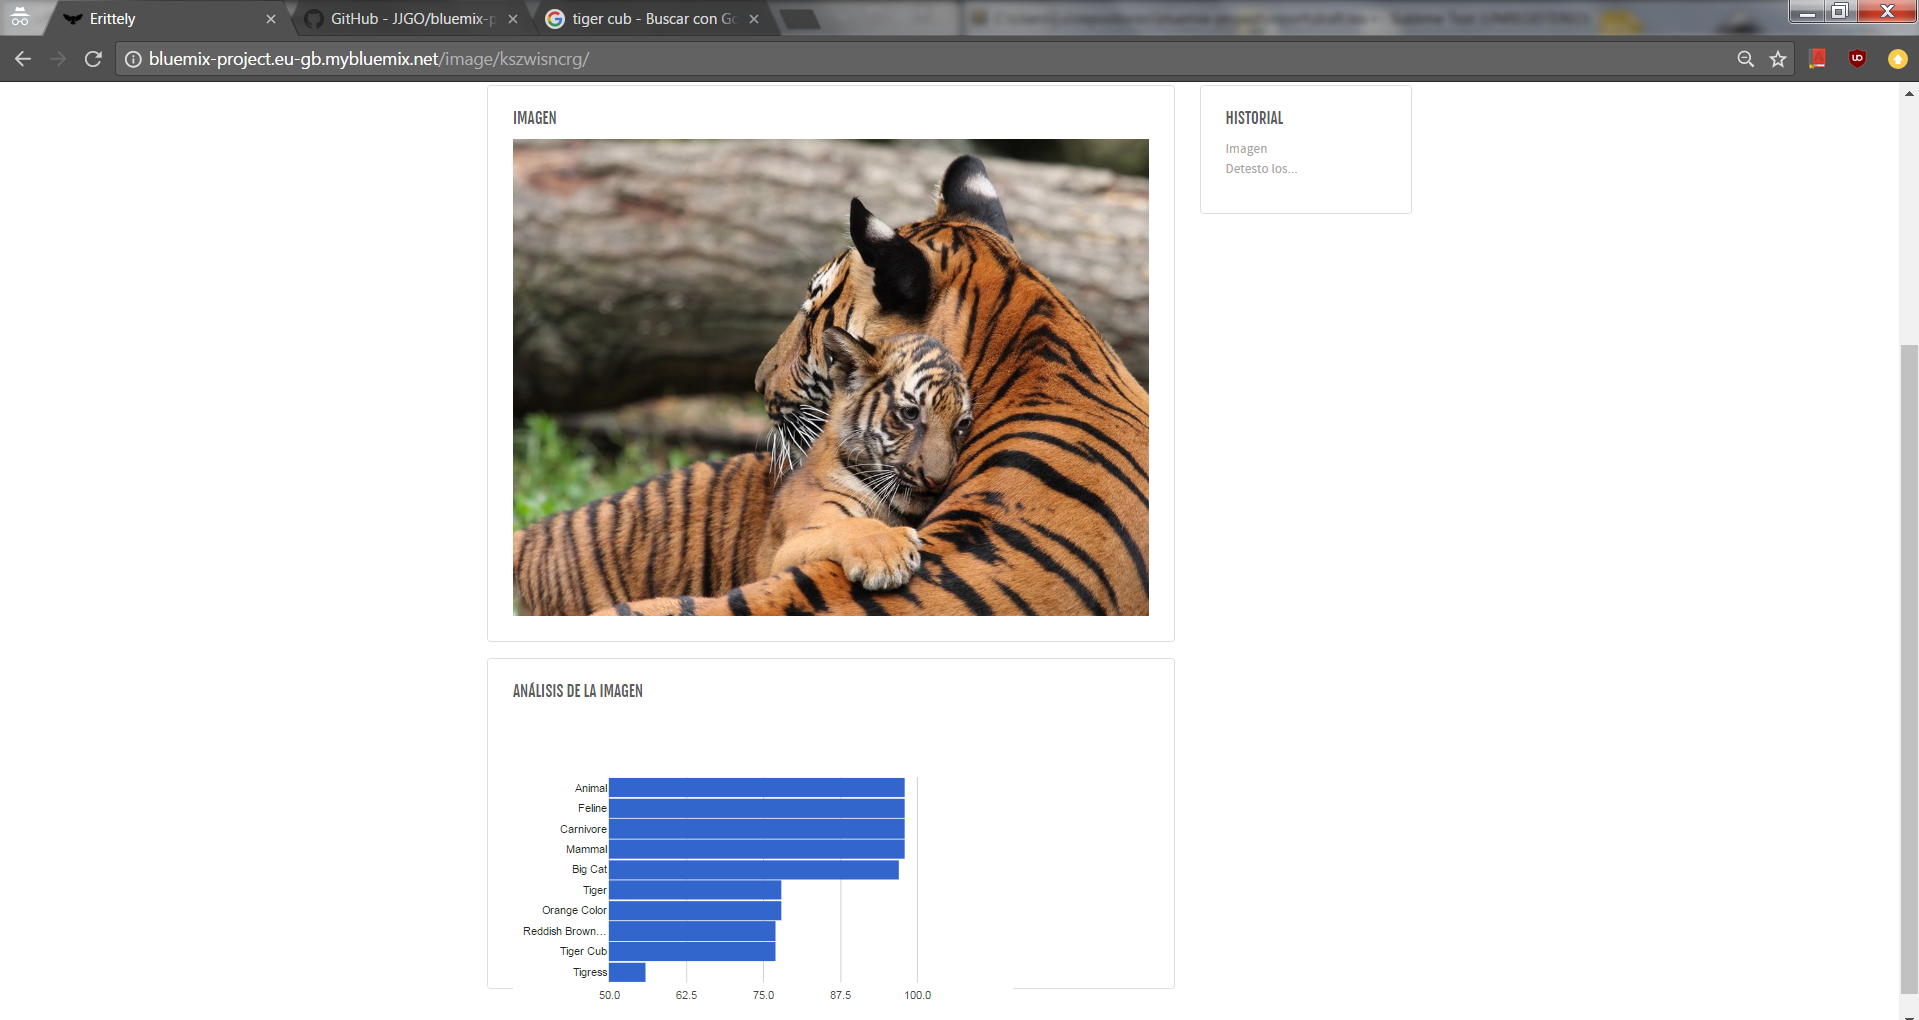 Erittely
GitHub - JJGO/bluemix-p
tiger cub - Buscar con Go
bluemix-project.eu-gb.mybluemix.net/image/kszwisncrg/
IMAGEN
HISTORIAL
Imagen
Detesto los...
ANÁLISIS DE LA IMAGEN
Animal
Feline
Carnivore
Mammal
Big Cat
Tiger
Orange Color
Reddish Brown...
Tiger Cub
Tigress
50.0 62.5 75.0 87.5 100.0